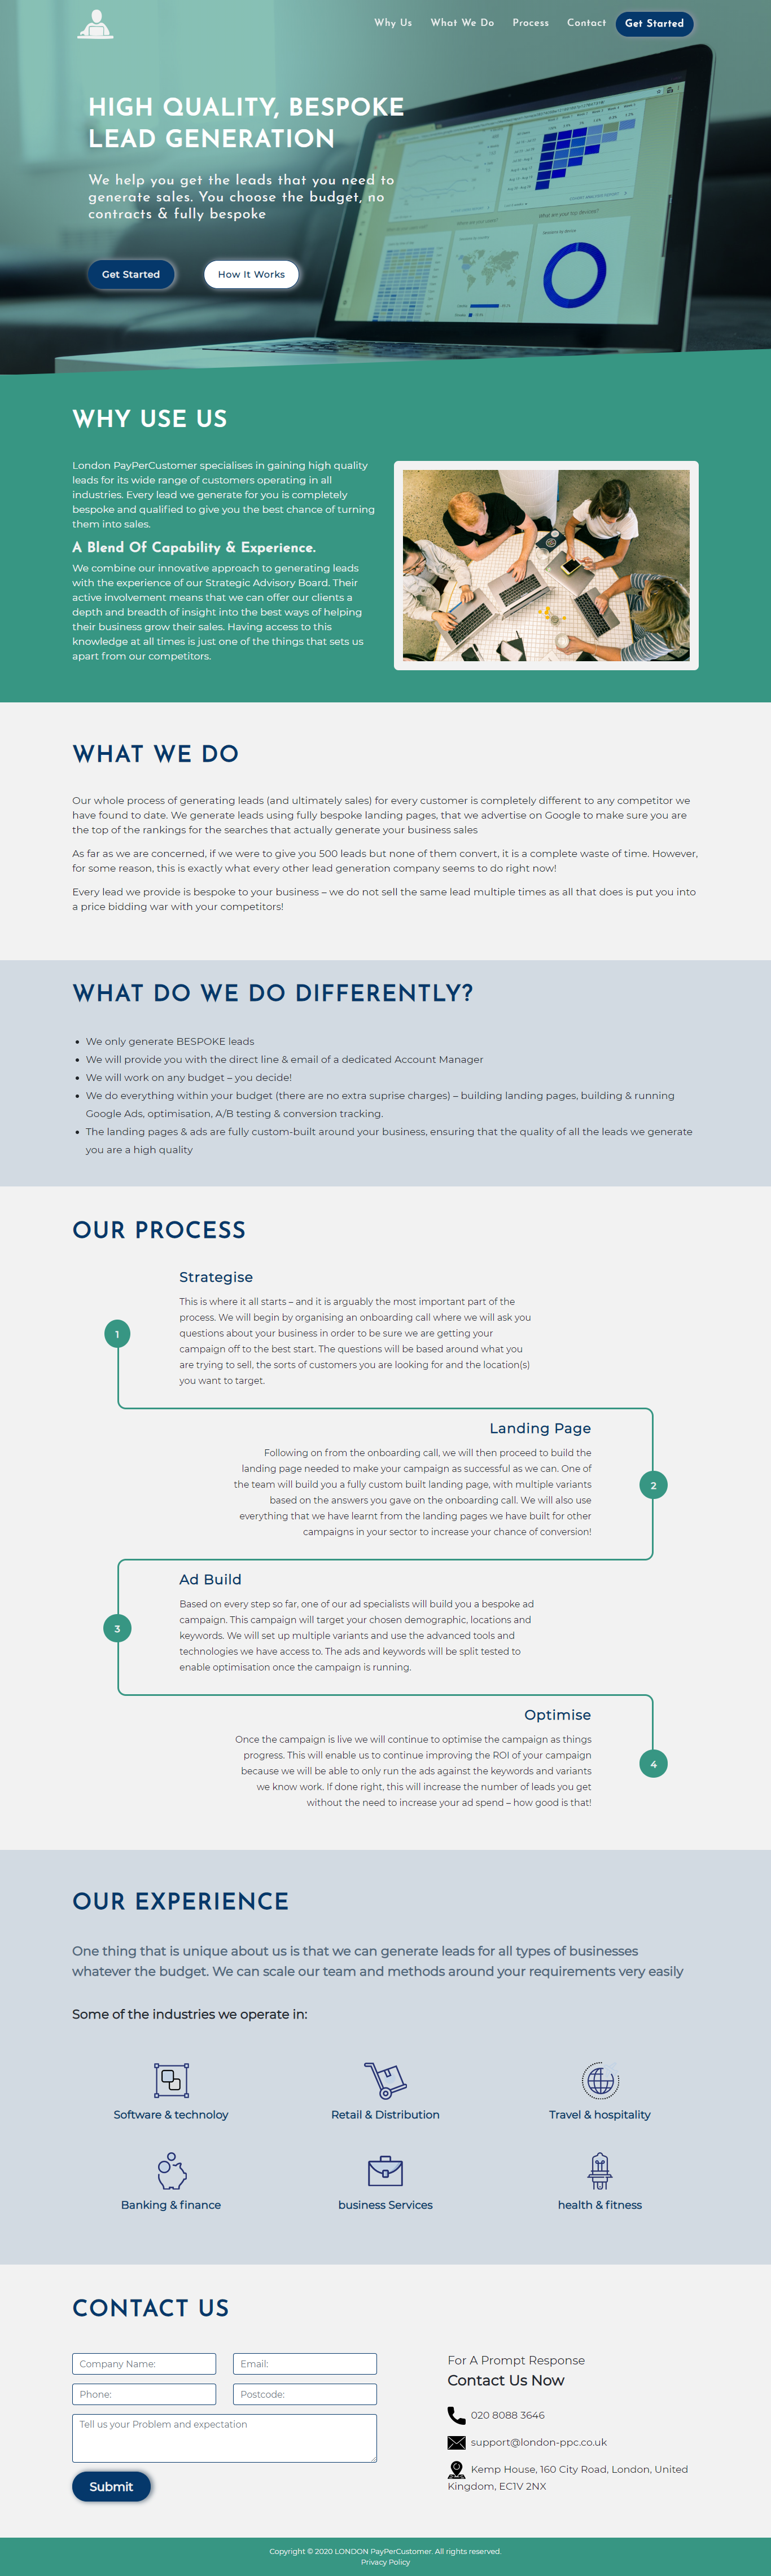 Why Us What We Do Process Contact Get Started
HIGH QUALITY, BESPOKE
LEAD GENERATION
We help you get the leads that you need to
generate sales. You choose the budget, no
contracts & fully bespoke
Get Started How It Works
WHY USE US
London PayPerCustomer specialises in gaining high quality
leads for its wide range of customers operating in all
industries. Every lead we generate for you is completely
bespoke and qualified to give you the best chance of turning
them into sales.
A Blend Of Capability & Experience.
We combine our innovative approach to generating leads
with the experience of our Strategic Advisory Board. Their
active involvement means that we can offer our clients a
depth and breadth of insight into the best ways of helping
their business grow their sales. Having access to this
knowledge at all times is just one of the things that sets us
apart from our competitors.
WHAT WE DO
Our whole process of generating leads (and ultimately sales) for every customer is completely different to any competitor we
have found to date. We generate leads using fully bespoke landing pages, that we advertise on Google to make sure you are
the top of the rankings for the searches that actually generate your business sales
As far as we are concerned, if we were to give you 500 leads but none of them convert, it is a complete waste of time. However,
for some reason, this is exactly what every other lead generation company seems to do right now!
Every lead we provide is bespoke to your business – we do not sell the same lead multiple times as all that does is put you into
a price bidding war with your competitors!
WHAT DO WE DO DIFFERENTLY?
• We only generate BESPOKE leads
• We will provide you with the direct line & email of a dedicated Account Manager
• We will work on any budget – you decide!
• We do everything within your budget (there are no extra suprise charges) – building landing pages, building & running
Google Ads, optimisation, A/B testing & conversion tracking.
• The landing pages & ads are fully custom-built around your business, ensuring that the quality of all the leads we generate
you are a high quality
OUR PROCESS
Strategise
1
This is where it all starts – and it is arguably the most important part of the
process. We will begin by organising an onboarding call where we will ask you
questions about your business in order to be sure we are getting your
campaign off to the best start. The questions will be based around what you
are trying to sell, the sorts of customers you are looking for and the location(s)
you want to target.
Landing Page
2
Following on from the onboarding call, we will then proceed to build the
landing page needed to make your campaign as successful as we can. One of
the team will build you a fully custom built landing page, with multiple variants
based on the answers you gave on the onboarding call. We will also use
everything that we have learnt from the landing pages we have built for other
campaigns in your sector to increase your chance of conversion!
Ad Build
3
Based on every step so far, one of our ad specialists will build you a bespoke ad
campaign. This campaign will target your chosen demographic, locations and
keywords. We will set up multiple variants and use the advanced tools and
technologies we have access to. The ads and keywords will be split tested to
enable optimisation once the campaign is running.
Optimise
4
Once the campaign is live we will continue to optimise the campaign as things
progress. This will enable us to continue improving the ROI of your campaign
because we will be able to only run the ads against the keywords and variants
we know work. If done right, this will increase the number of leads you get
without the need to increase your ad spend – how good is that!
OUR EXPERIENCE
One thing that is unique about us is that we can generate leads for all types of businesses
whatever the budget. We can scale our team and methods around your requirements very easily
Some of the industries we operate in:
Software & technoloy Retail & Distribution Travel & hospitality
Banking & finance business Services health & fitness
CONTACT US
Company Name: Email:
Phone: Postcode:
Tell us your Problem and expectation
Submit
For A Prompt Response
Contact Us Now
020 8088 3646
support@london-ppc.co.uk
Kemp House, 160 City Road, London, United
Kingdom, EC1V 2NX
Copyright © 2020 LONDON PayPerCustomer. All rights reserved.
Privacy Policy